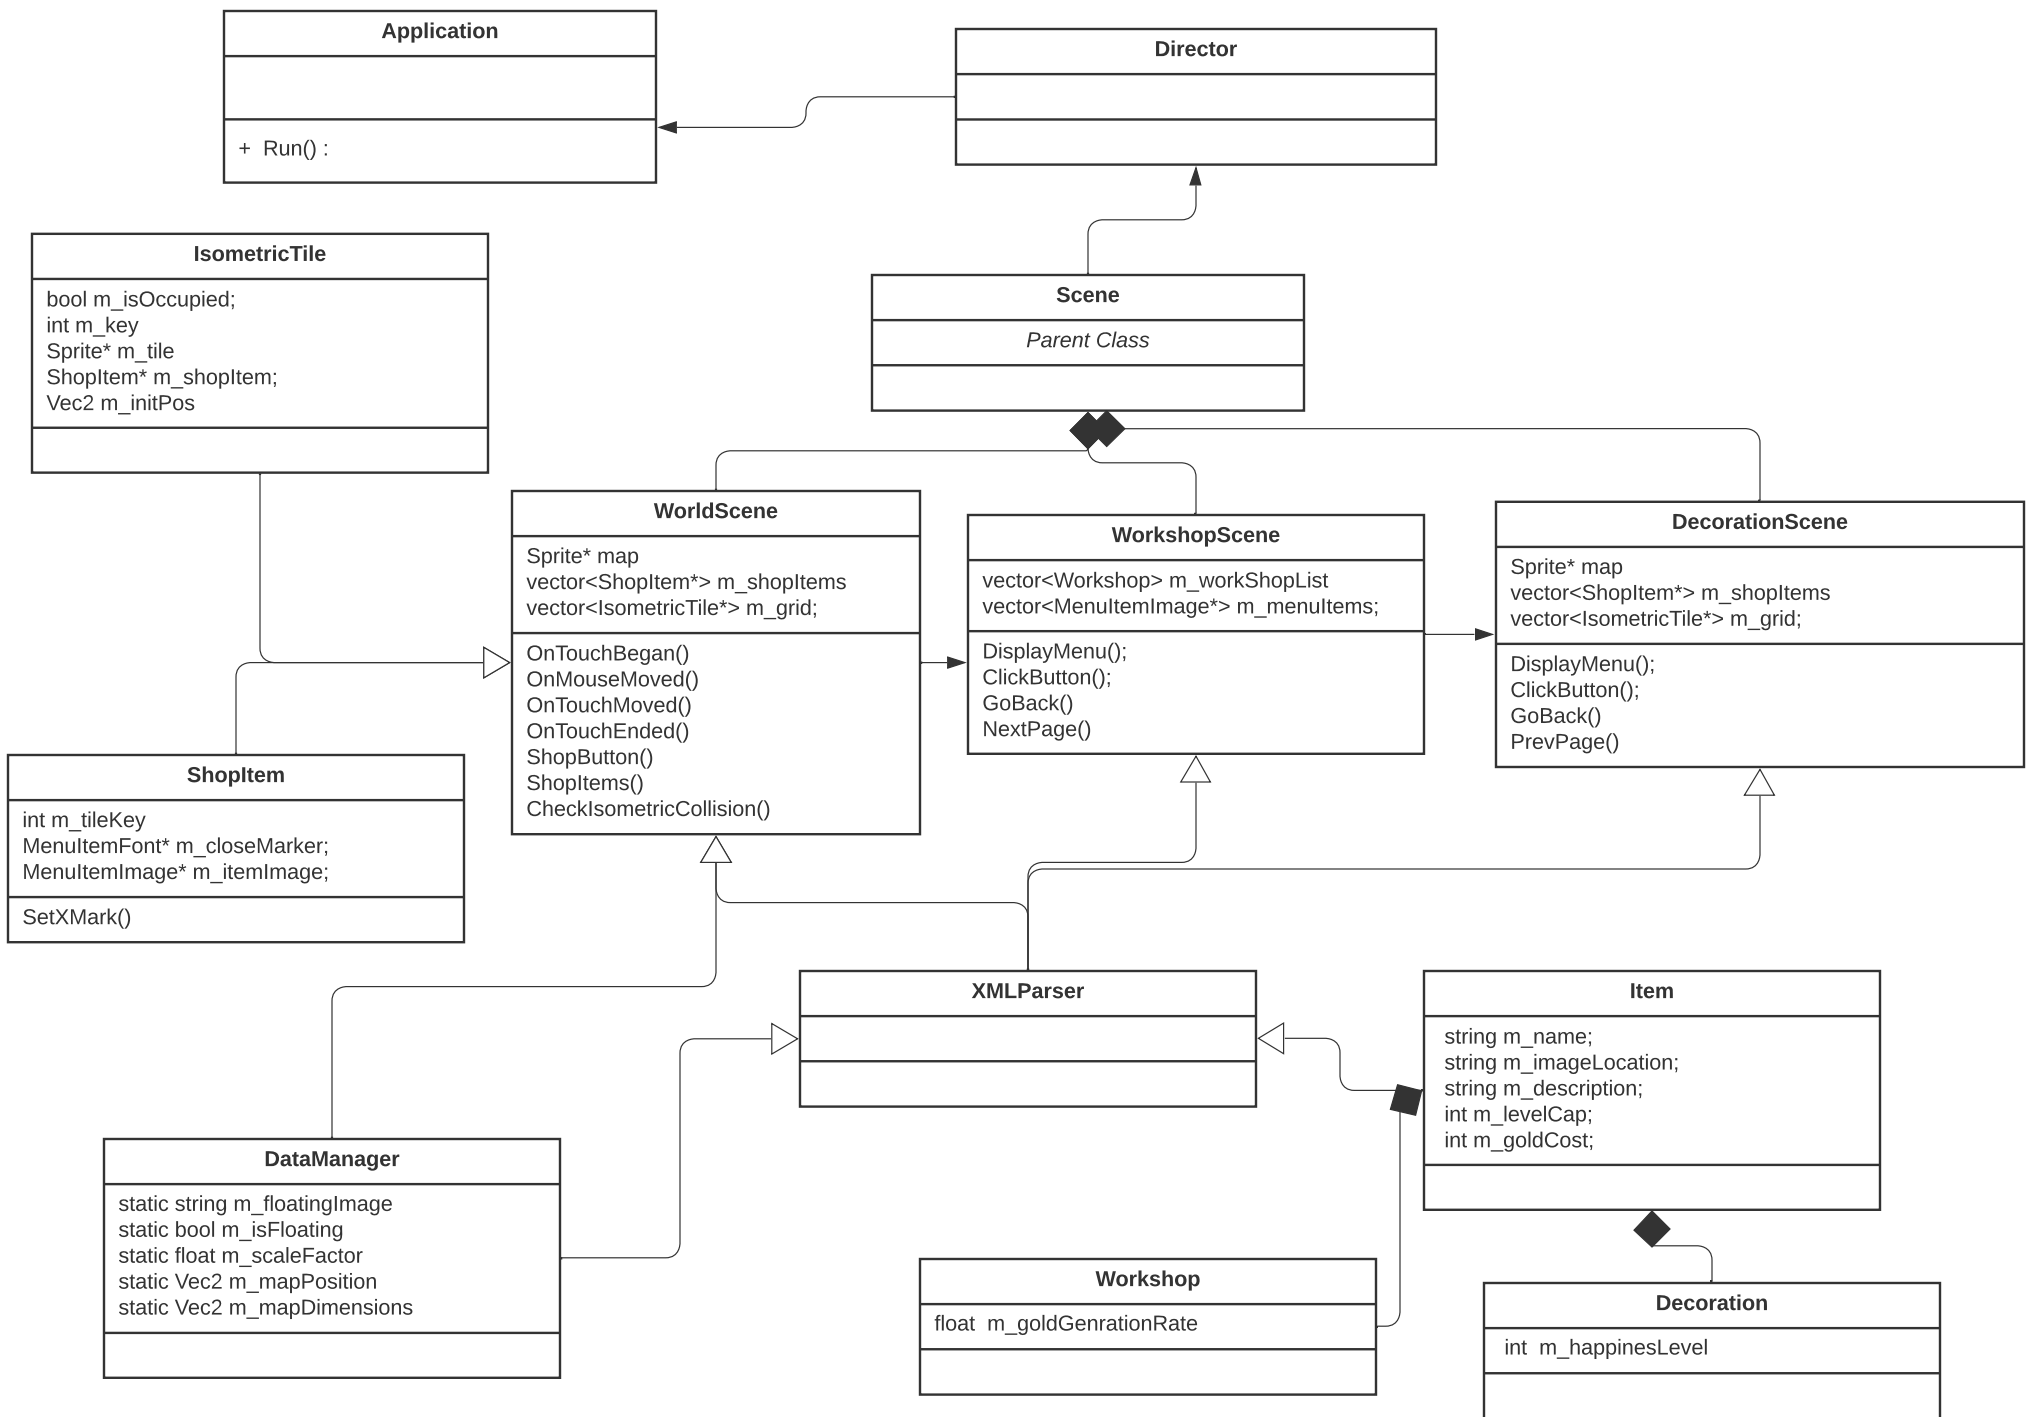 Application
+  Run() :
Director
IsometricTile
bool m_isOccupied;
int m_key
Sprite* m_tile
ShopItem* m_shopItem;
Vec2 m_initPos
Scene
Parent Class
WorldScene
Sprite* map
vector<ShopItem*> m_shopItems
vector<IsometricTile*> m_grid;
OnTouchBegan()
OnMouseMoved()
OnTouchMoved()
OnTouchEnded()
ShopButton()
ShopItems()
CheckIsometricCollision()
WorkshopScene
vector<Workshop> m_workShopList
vector<MenuItemImage*> m_menuItems;
DisplayMenu();
ClickButton();
GoBack()
NextPage()
DecorationScene
Sprite* map
vector<ShopItem*> m_shopItems
vector<IsometricTile*> m_grid;
DisplayMenu();
ClickButton();
GoBack()
PrevPage()
ShopItem
int m_tileKey
MenuItemFont* m_closeMarker;
MenuItemImage* m_itemImage;
SetXMark()
XMLParser
Item
string m_name;
string m_imageLocation;
string m_description;
int m_levelCap;
int m_goldCost;
DataManager
static string m_floatingImage
static bool m_isFloating
static float m_scaleFactor
static Vec2 m_mapPosition
static Vec2 m_mapDimensions
Workshop
float  m_goldGenrationRate
Decoration
int  m_happinesLevel